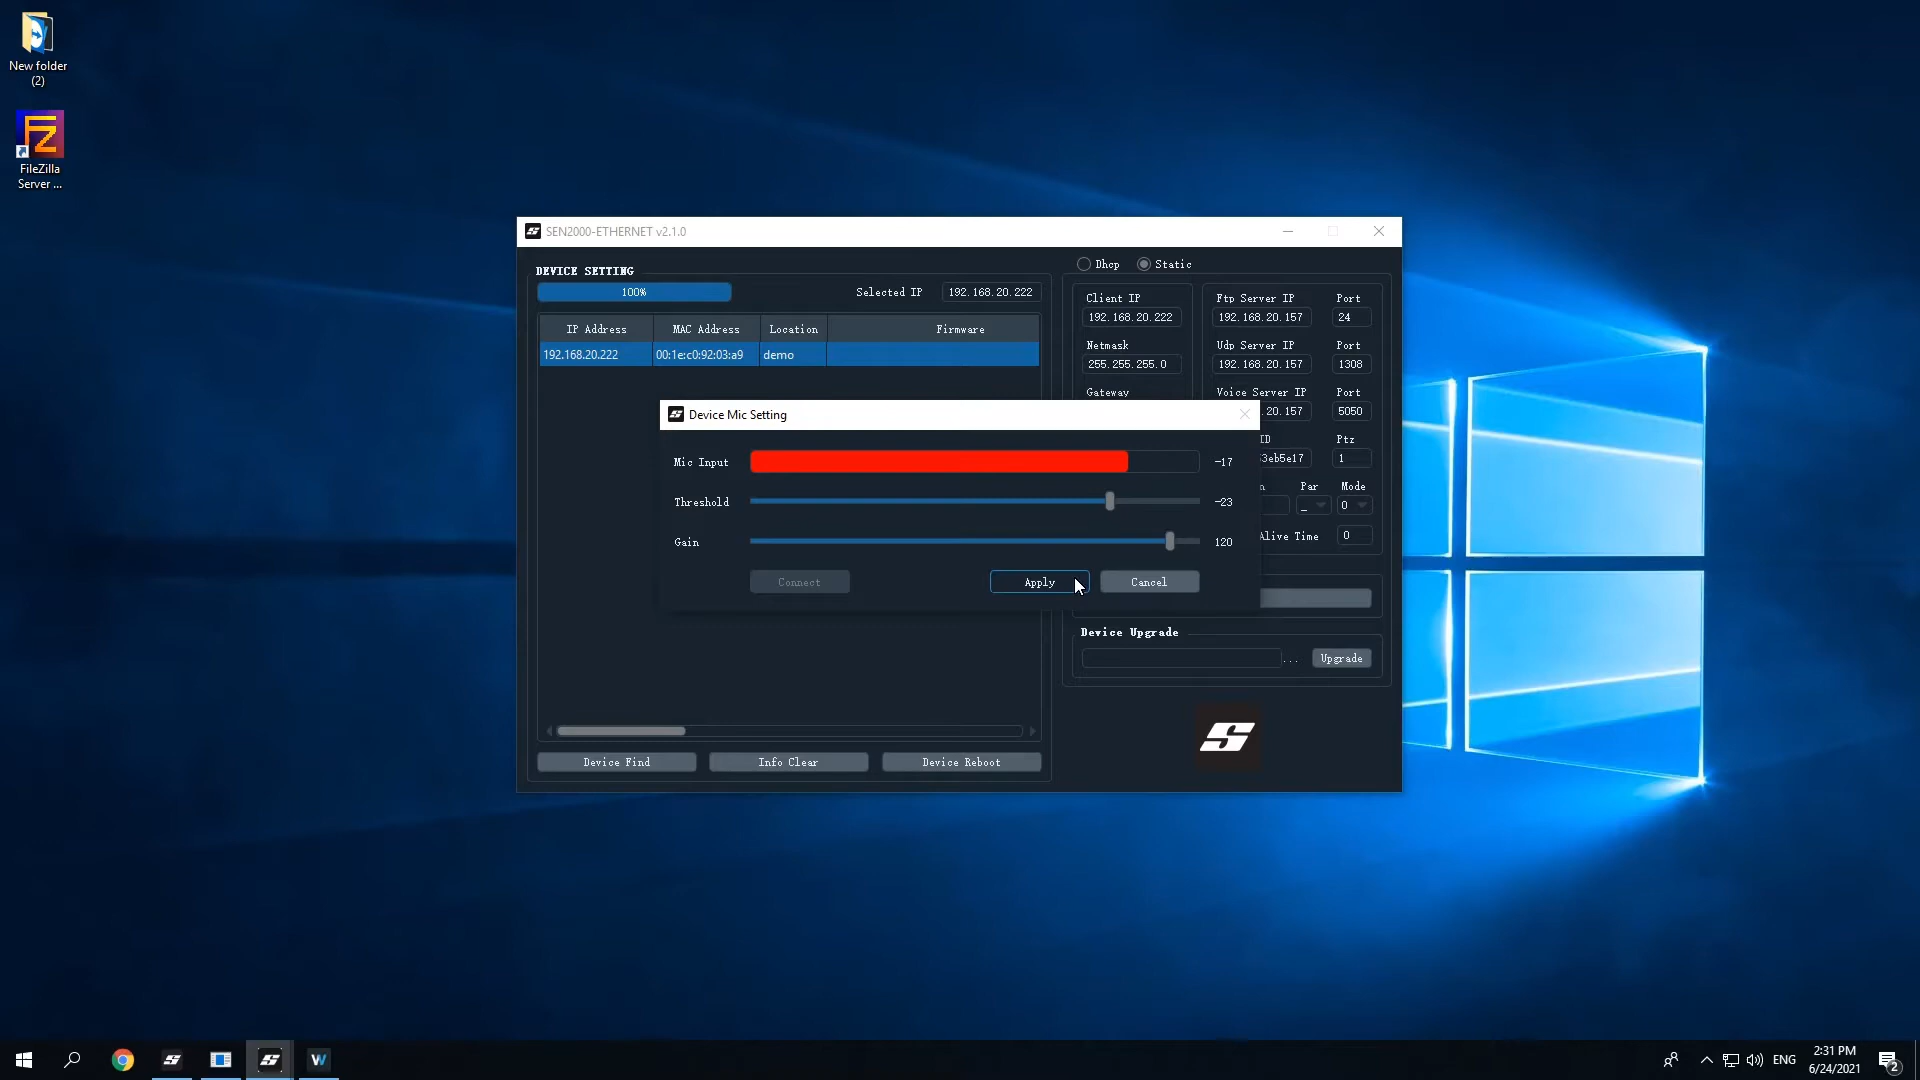 New folder
(2)
FileZilla
Server ...
SEN2000-ETHERNET v2.1.0
DEVICE SETTING
100%
Selected IP 192.168.20.222
IP Address MAC Address Location Firmware
192.168.20.222 00:1e:c0:92:03:a9 demo
Dhcp Static
Client IP Ftp Server IP Port
192.168.20.222 192.168.20.157 24
Netmask Udp Server IP Port
255.255.255.0 192.168.20.157 1308
Gateway Voice Server IP Port
.20.157 5050
ID Ptz
3eb5e17 1
n Par Mode
_ 0
Alive Time 0
Device Mic Setting
Mic Input -17
Threshold -23
Gain 120
Connect Apply Cancel
Device Upgrade
... Upgrade
Device Find Info Clear Device Reboot
ENG
2:31 PM
6/24/2021
2